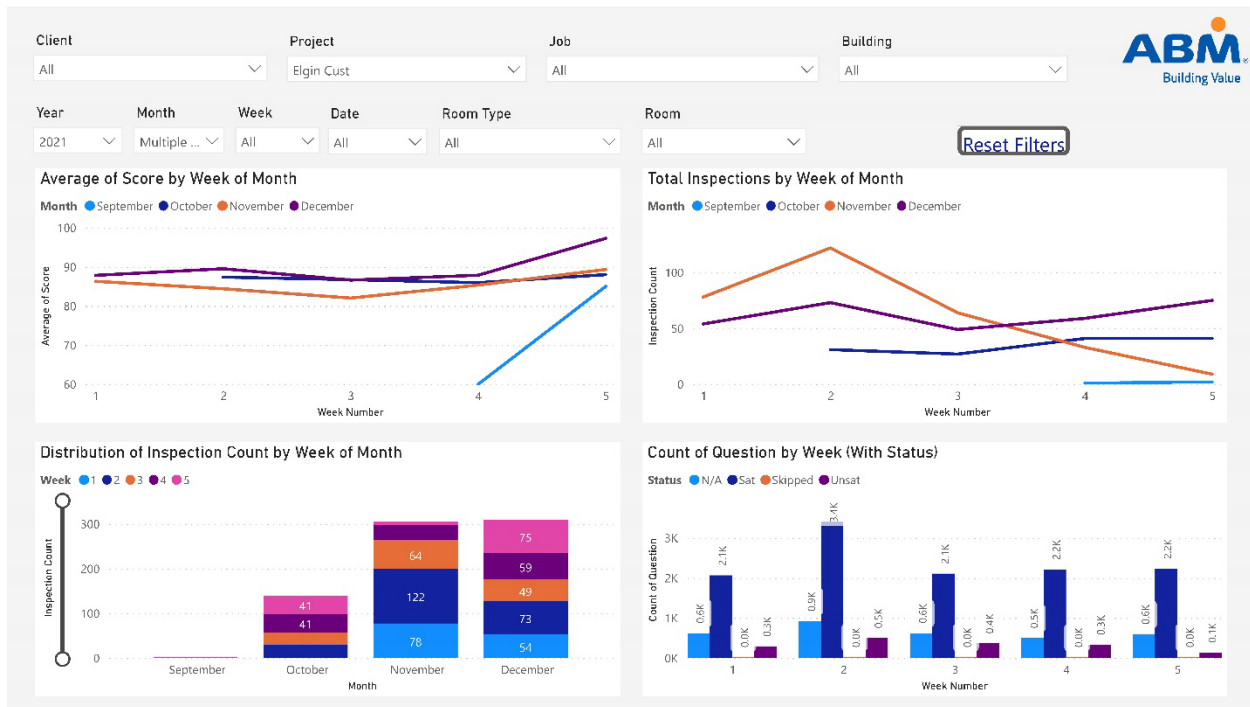 Client Project Job Building
All Elgin Cust All All
ABM
Building Value
Year Month Week Date Room Type Room
2021 Multiple ... All All All All
Reset Filters
Average of Score by Week of Month
Month September October November December
Average of Score
100
90
80
70
60
1 2 3 4 5
Week Number
Total Inspections by Week of Month
Month September October November December
Inspection Count
100
50
0
1 2 3 4 5
Week Number
Distribution of Inspection Count by Week of Month
Week 1 2 3 4 5
Inspection Count
300
200
100
0
41
41
64
122
78
75
59
49
73
54
September October November December
Month
Count of Question by Week (With Status)
Status N/A Sat Skipped Unsat
Count of Question
3K
2K
1K
0K
0.6K 2.1K 0.0K 0.3K
0.9K 3.4K 0.0K 0.5K
0.6K 2.1K 0.0K 0.4K
0.5K 2.2K 0.0K 0.3K
0.6K 2.2K 0.0K 0.1K
1 2 3 4 5
Week Number